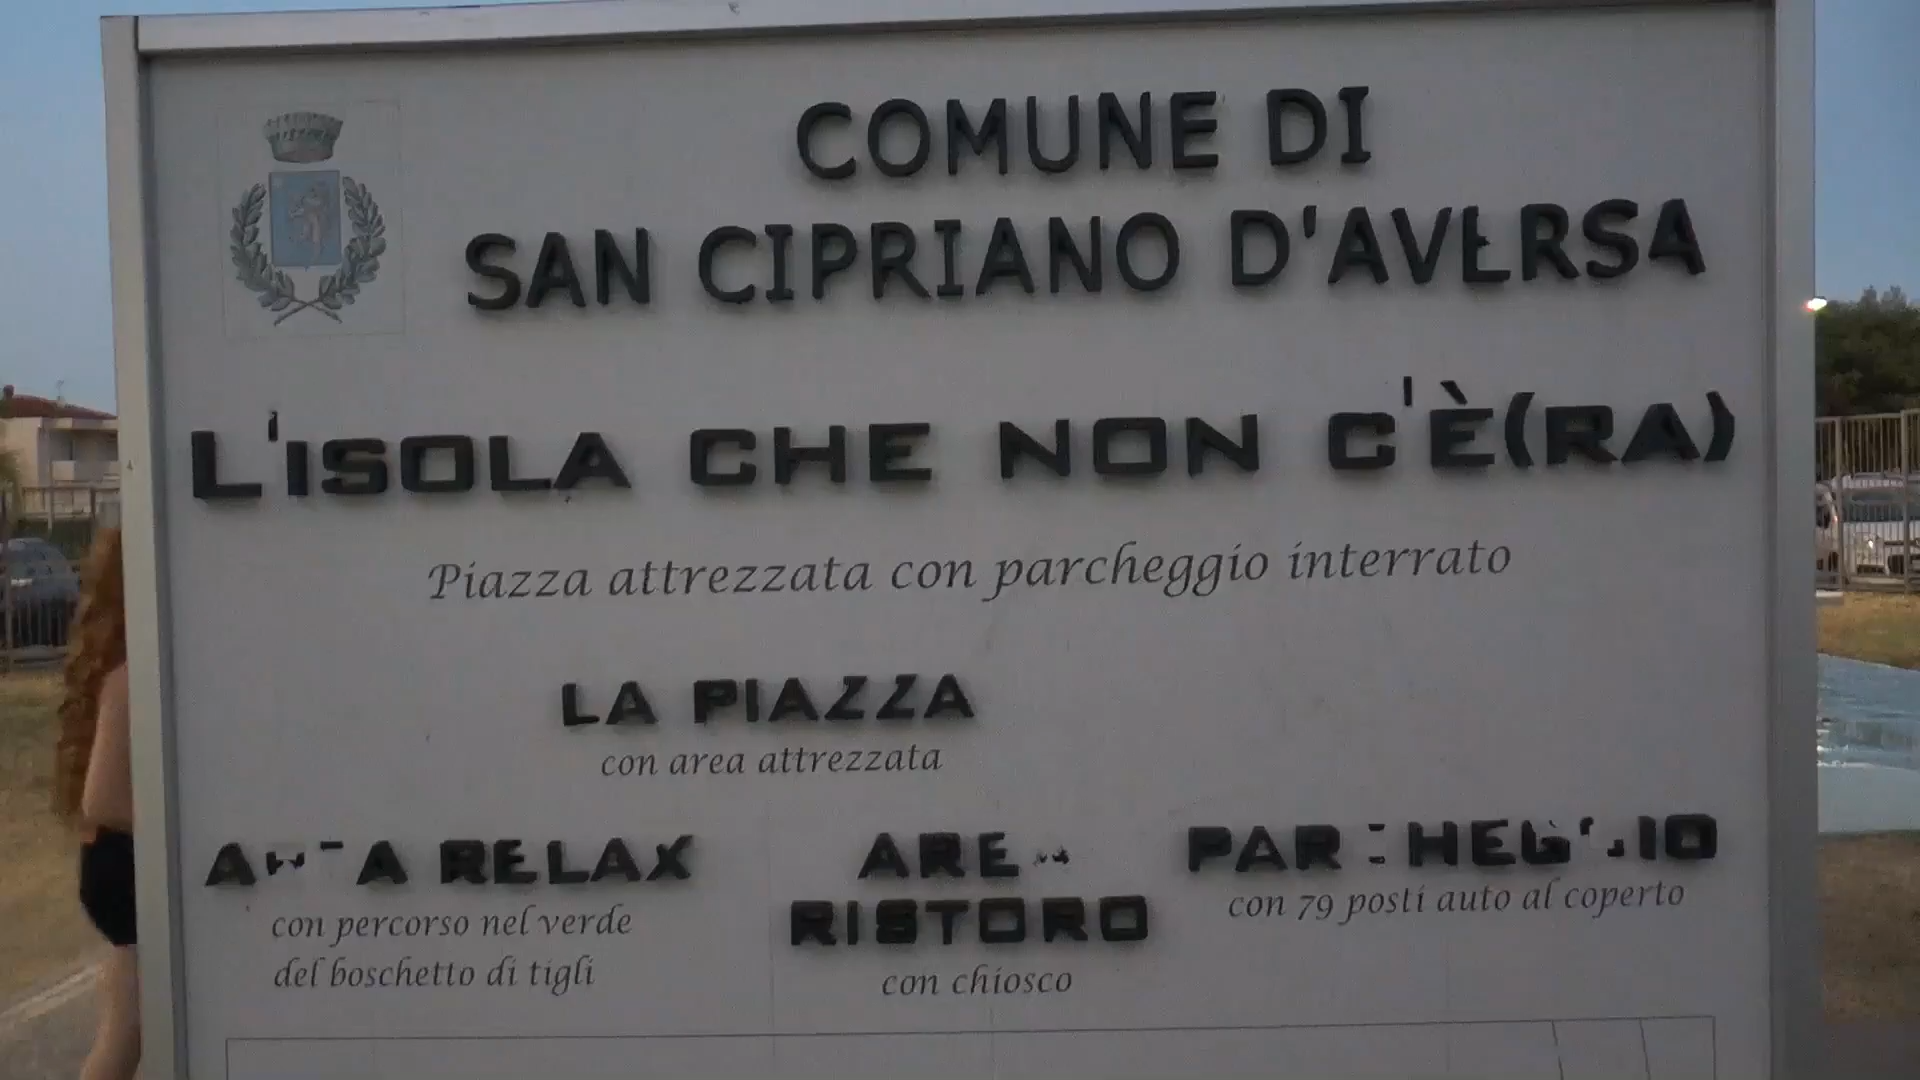 COMUNE DI
SAN CIPRIANO D'AVERSA
L'ISOLA CHE NON C'È(RA)
Piazza attrezzata con parcheggio interrato
LA PIAZZA
con area attrezzata
AREA RELAX
con percorso nel verde
del boschetto di tigli
AREA
RISTORO
con chiosco
PARCHEGGIO
con 79 posti auto al coperto